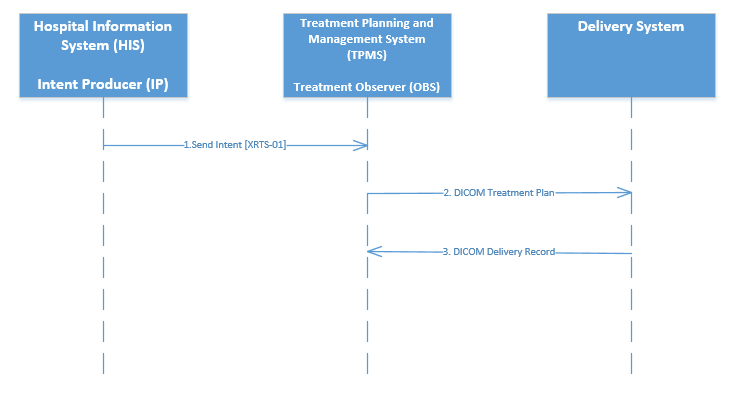 Hospital Information
System (HIS)
Intent Producer (IP)
Treatment Planning and
Management System
(TPMS)
Treatment Observer (OBS)
Delivery System
1.Send Intent [XRTS-01]
2. DICOM Treatment Plan
3. DICOM Delivery Record